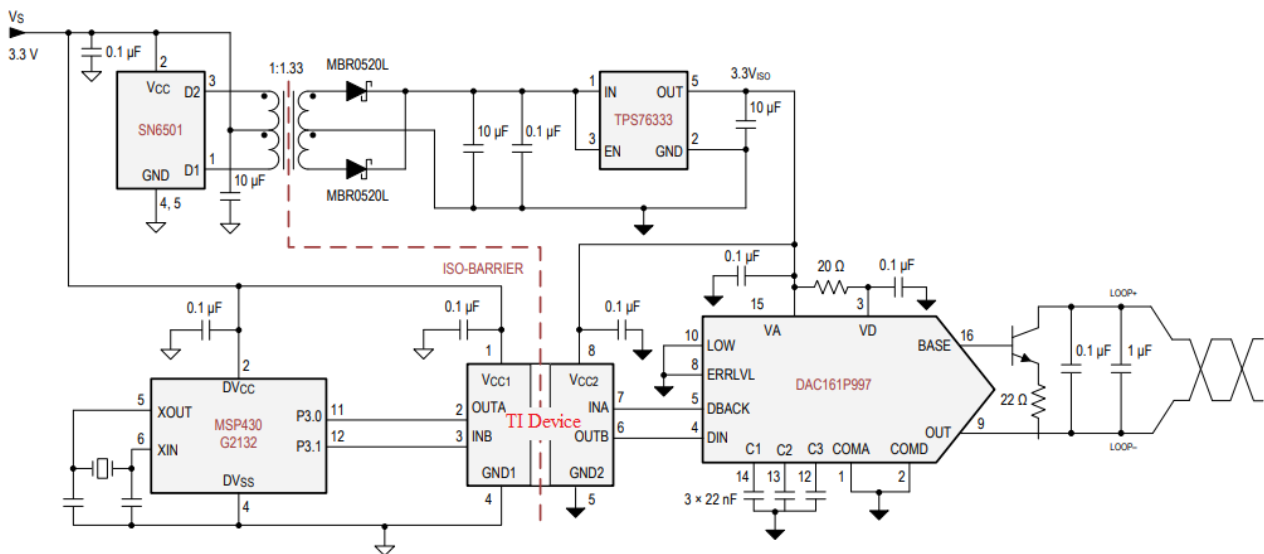 VS
3.3 V
0.1 µF
2
VCC
D2
3
SN6501
D1
1
GND
4, 5
10 µF
1:1.33
MBR0520L
MBR0520L
10 µF
0.1 µF
1
IN
OUT
5
TPS76333
3
EN
GND
2
3.3VISO
10 µF
ISO-BARRIER
0.1 µF
2
DVCC
5
XOUT
6
XIN
MSP430
G2132
P3.0
11
P3.1
12
DVSS
4
0.1 µF
1
VCC1
2
OUTA
3
INB
GND1
4
TI Device
0.1 µF
8
VCC2
INA
7
OUTB
6
GND2
5
0.1 µF
15
20 Ω
0.1 µF
3
VA
VD
10
LOW
8
ERRLVL
5
DBACK
4
DIN
DAC161P997
BASE
16
OUT
9
C1
C2
C3
COMA
COMD
14
13
12
1
2
3 × 22 nF
22 Ω
0.1 µF
1 µF
LOOP+
LOOP–